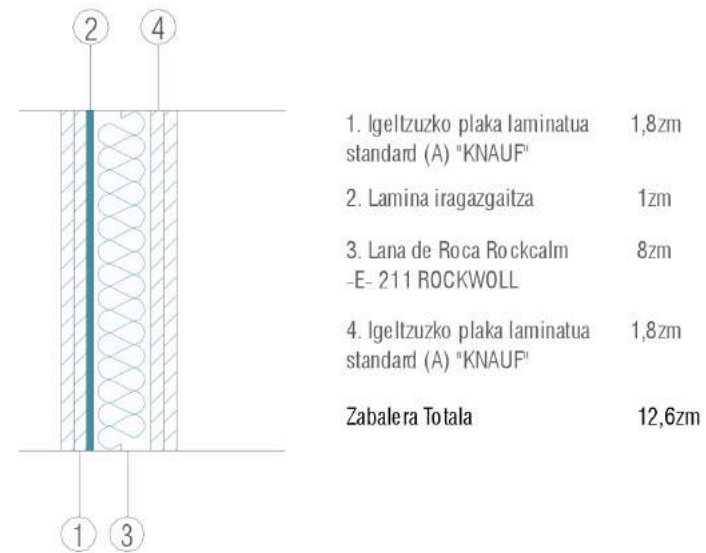 2 4
1. Igeltzuzko plaka laminatua 1,8zm
standard (A) "KNAUF"
2. Lamina iragazgaitza 1zm
3. Lana de Roca Rockcalm 8zm
-E- 211 ROCKWOLL
4. Igeltzuzko plaka laminatua 1,8zm
standard (A) "KNAUF"
Zabalera Totala 12,6zm
1 3